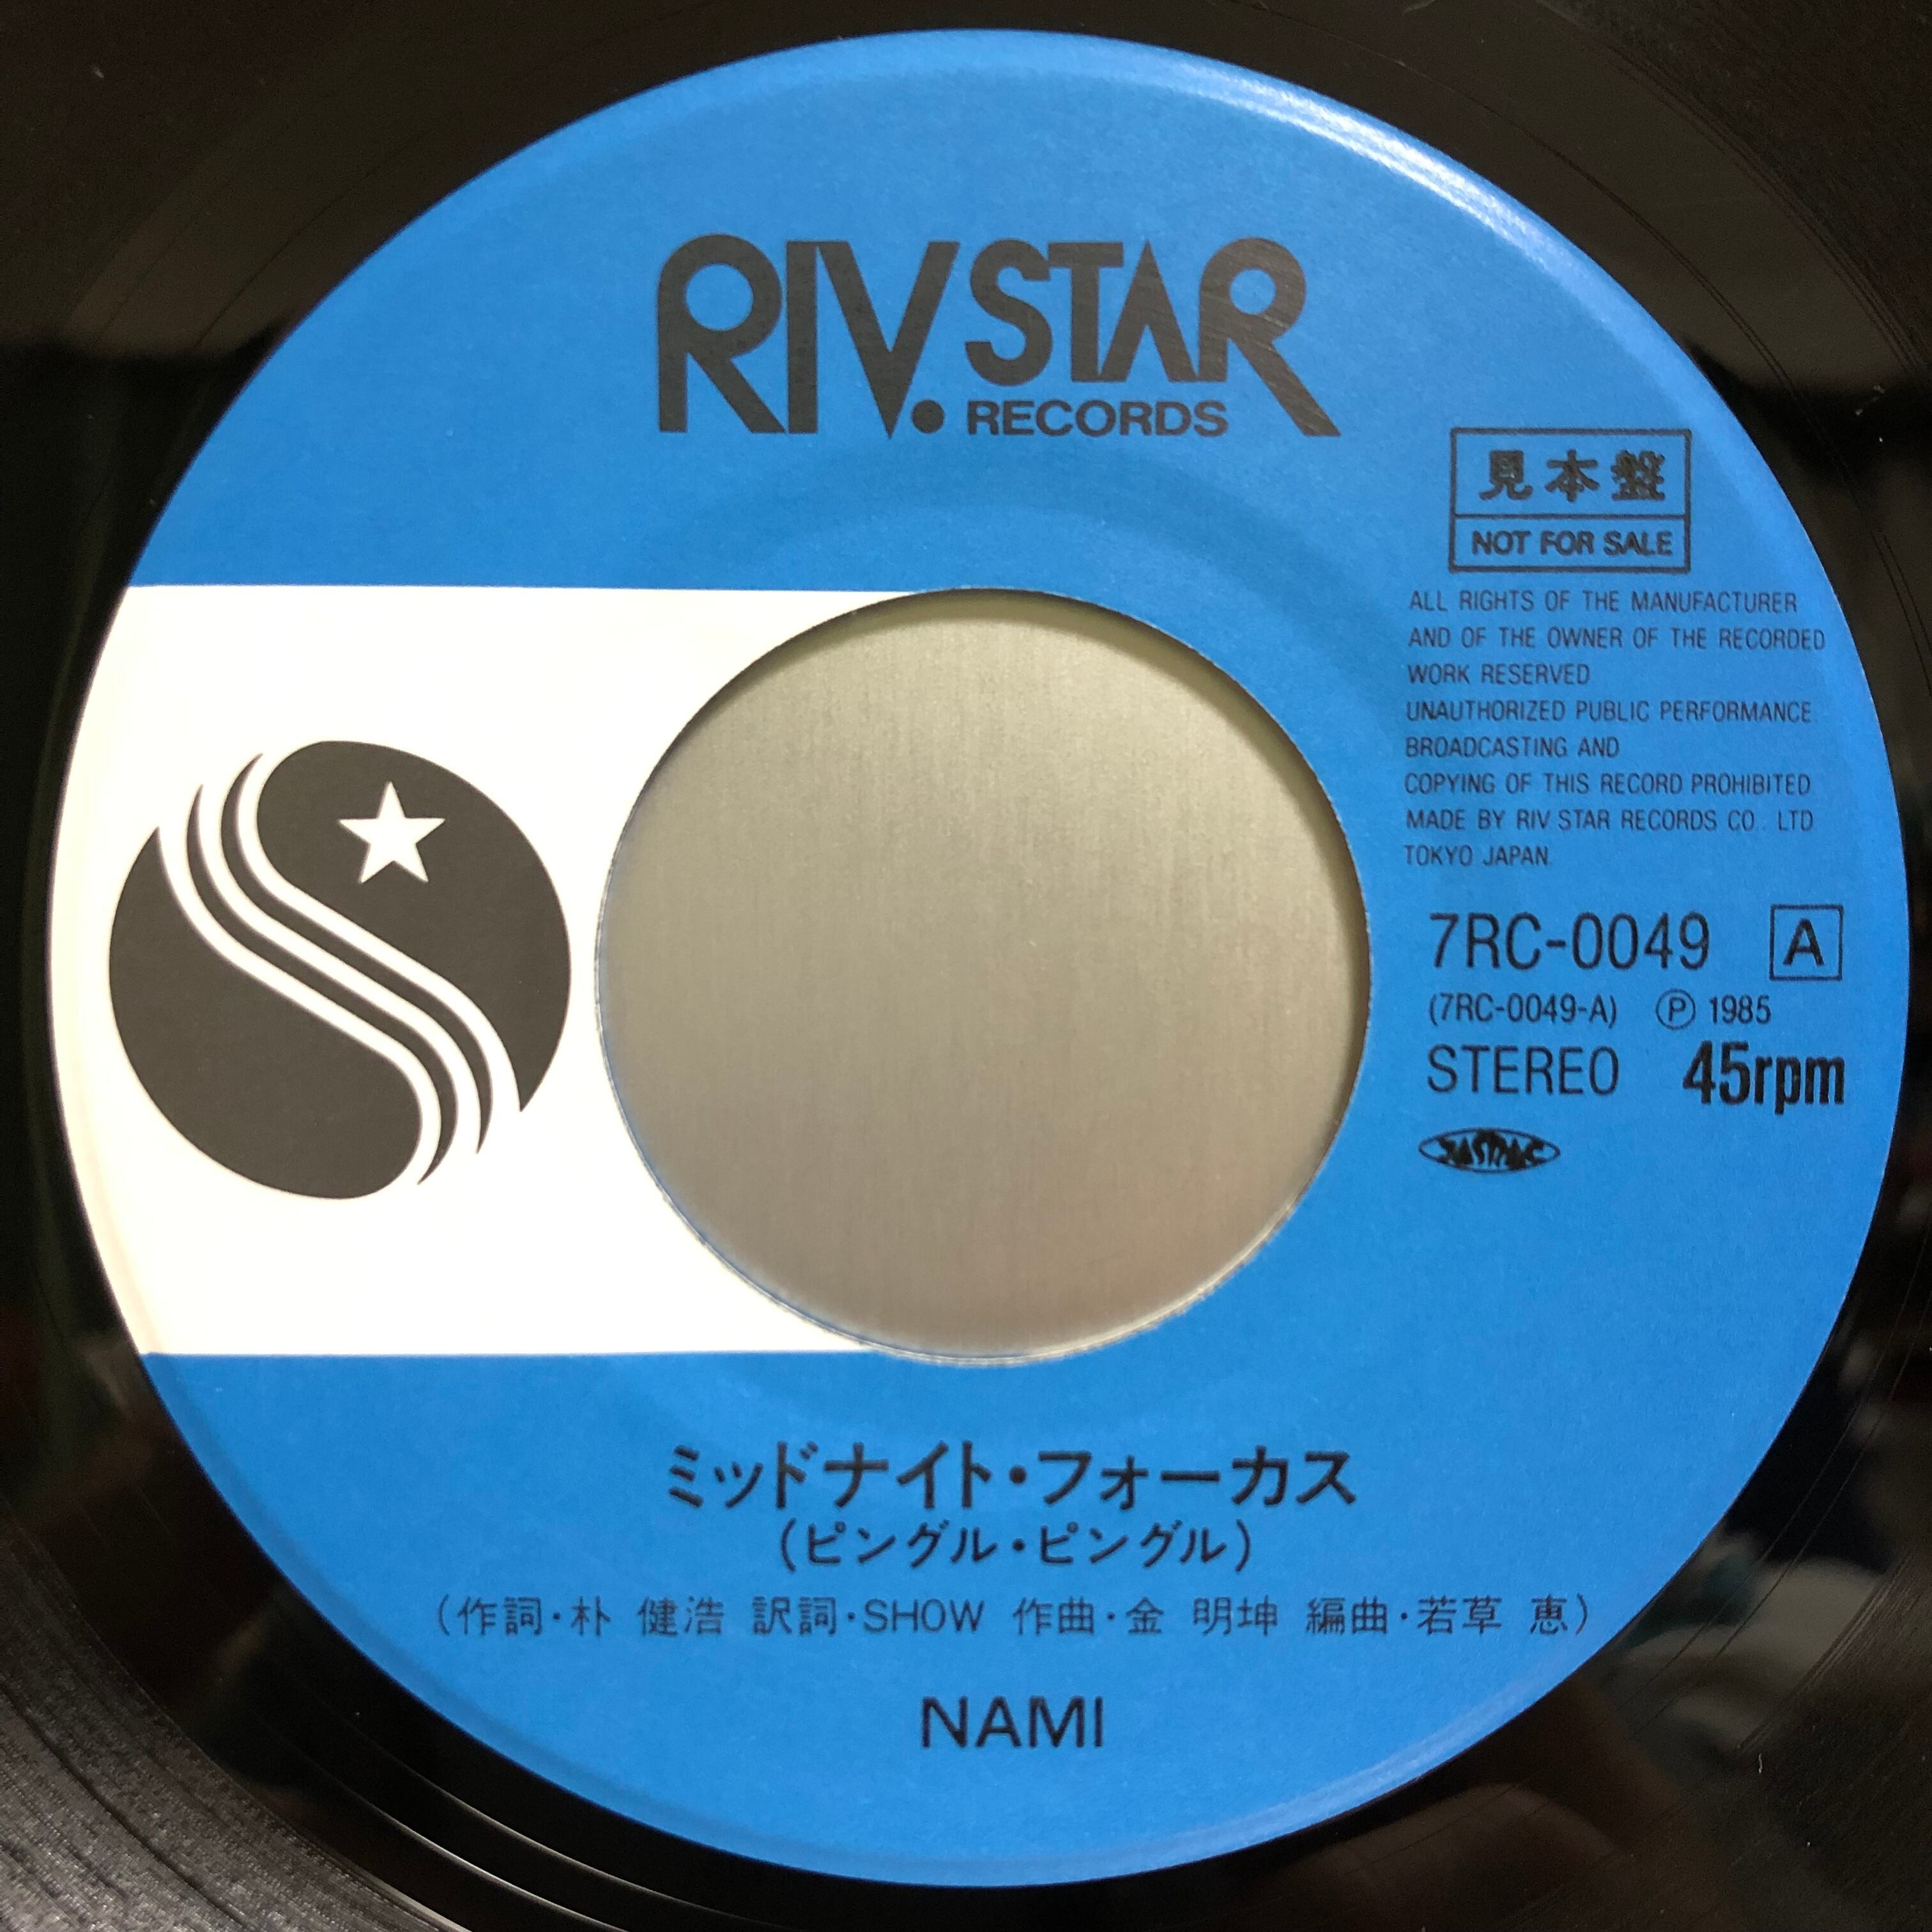 RIV. STAR
RECORDS
見本盤
NOT FOR SALE
ALL RIGHTS OF THE MANUFACTURER
AND OF THE OWNER OF THE RECORDED
WORK RESERVED
UNAUTHORIZED PUBLIC PERFORMANCE
BROADCASTING AND
COPYING OF THIS RECORD PROHIBITED
MADE BY RIV STAR RECORDS CO., LTD
TOKYO JAPAN.
7RC-0049 A
(7RC-0049-A) Ⓟ 1985
STEREO 45rpm
JASRAC
ミッドナイト・フォーカス
(ピングル・ピングル)
(作詞・朴 健浩 訳詞・SHOW 作曲・金 明坤 編曲・若草 恵)
NAMI